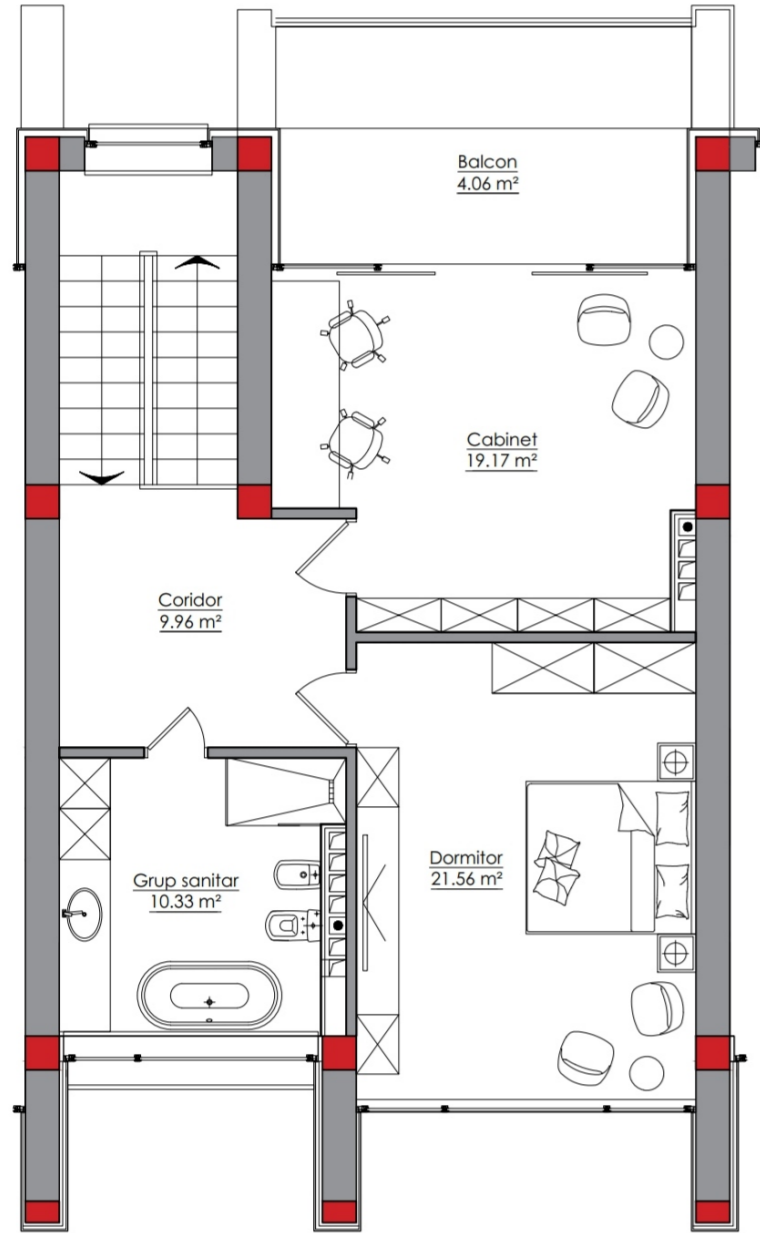 Balcon
4.06 m²
Cabinet
19.17 m²
Coridor
9.96 m²
Dormitor
21.56 m²
Grup sanitar
10.33 m²